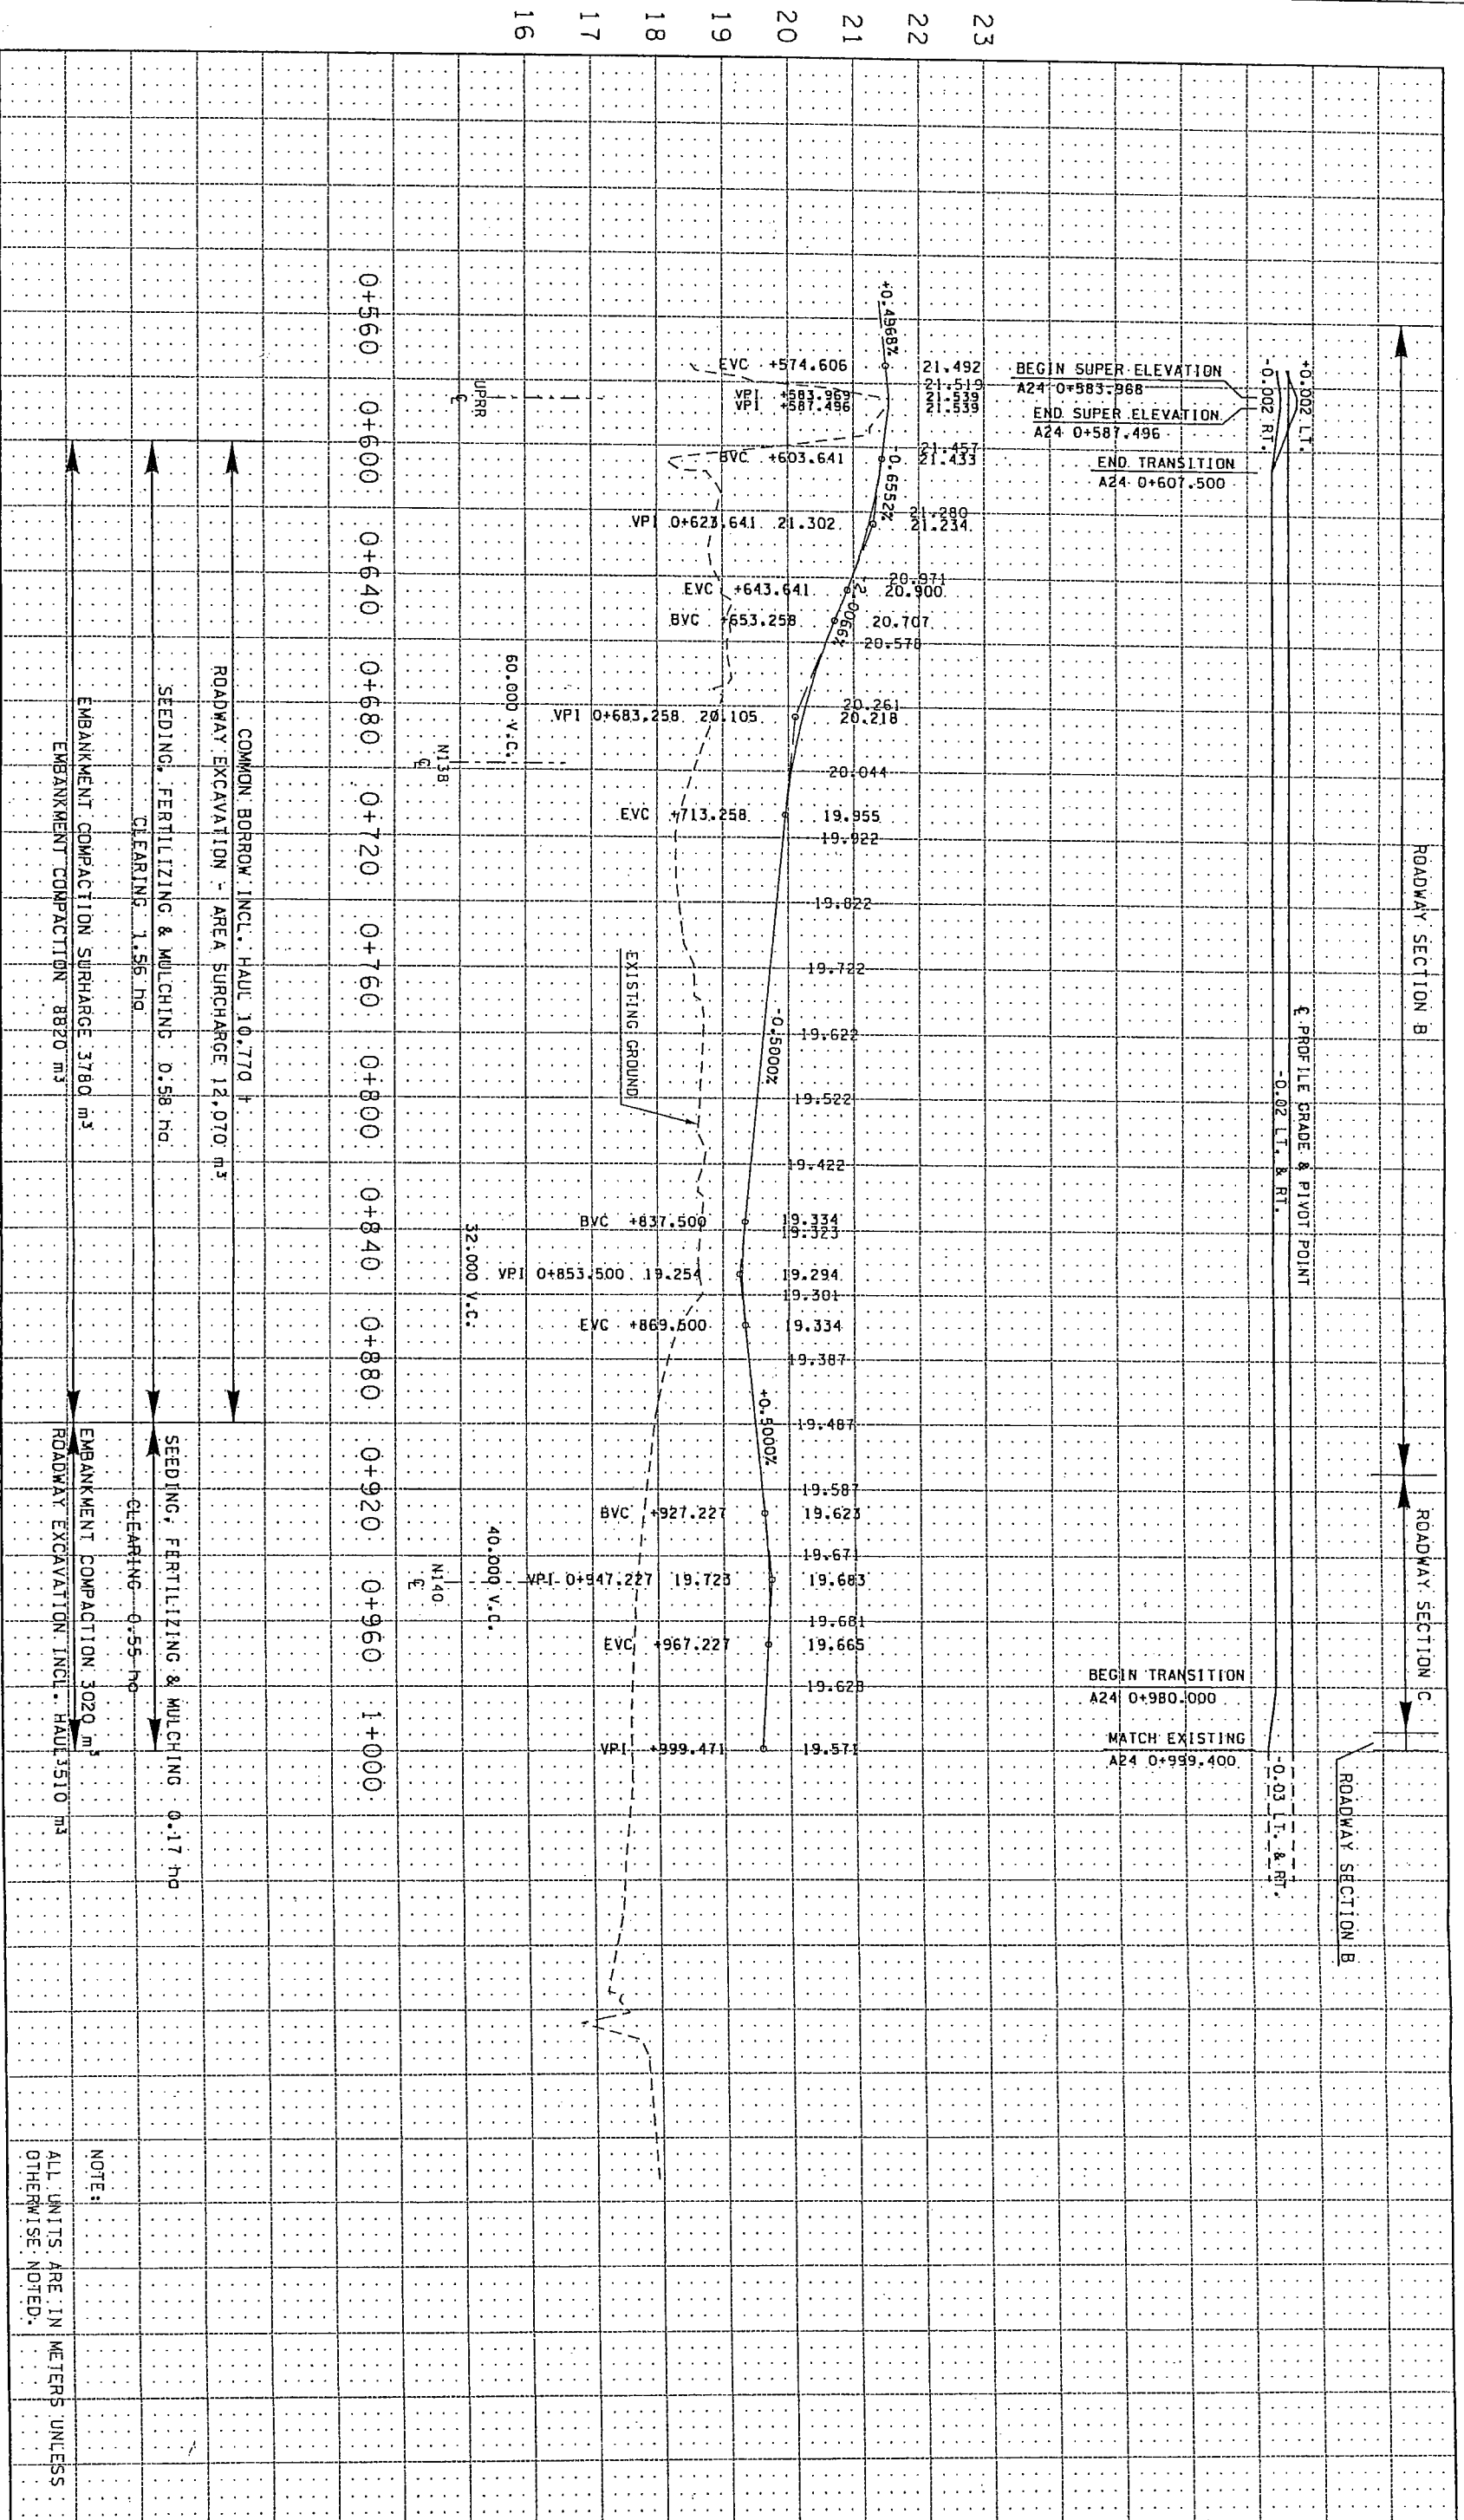 23
22
21
20
19
18
17
16
ROADWAY SECTION B
ROADWAY SECTION C
ROADWAY SECTION B
+0.002 LT.
-0.002 RT.
℄ PROFILE GRADE & PIVOT POINT
-0.02 LT. & RT.
-0.03 LT. & RT.
BEGIN SUPER ELEVATION
A24 0+583.968
END SUPER ELEVATION
A24 0+587.496
END TRANSITION
A24 0+607.500
BEGIN TRANSITION
A24 0+980.000
MATCH EXISTING
A24 0+999.400
+0.4968%
-0.6552%
-2.0066%
-0.5000%
+0.5000%
EVC +574.606 21.492
21.519
VPI +583.969 21.539
VPI +587.496 21.539
21.457
BVC +603.641 21.433
21.280
VPI 0+623.641 21.302 21.234
20.971
EVC +643.641 20.900
BVC +653.258 20.707
20.578
20.261
VPI 0+683.258 20.105 20.218
20.044
EVC +713.258 19.955
19.922
19.822
19.722
19.622
19.522
19.422
BVC +837.500 19.334
19.323
VPI 0+853.500 19.254 19.294
19.301
EVC +869.500 19.334
19.387
19.487
19.587
BVC +927.227 19.623
19.671
VPI 0+947.227 19.723 19.683
19.681
EVC +967.227 19.665
19.628
VPI +999.471 19.571
EXISTING GROUND
60.000 V.C.
32.000 V.C.
40.000 V.C.
UPRR
℄
N13B
℄
N140
℄
0+560 0+600 0+640 0+680 0+720 0+760 0+800 0+840 0+880 0+920 0+960 1+000
COMMON BORROW INCL. HAUL 10.770 t
ROADWAY EXCAVATION - AREA SURCHARGE 12,070 m³
SEEDING, FERTILIZING & MULCHING 0.58 ha
CLEARING 1.56 ha
EMBANKMENT COMPACTION SURHARGE 3780 m³
EMBANKMENT COMPACTION 8820 m³
SEEDING, FERTILIZING & MULCHING 0.17 ha
CLEARING 0.55 ha
EMBANKMENT COMPACTION 3020 m³
ROADWAY EXCAVATION INCL. HAUL 3510 m³
NOTE:
ALL UNITS ARE IN METERS UNLESS
OTHERWISE NOTED.